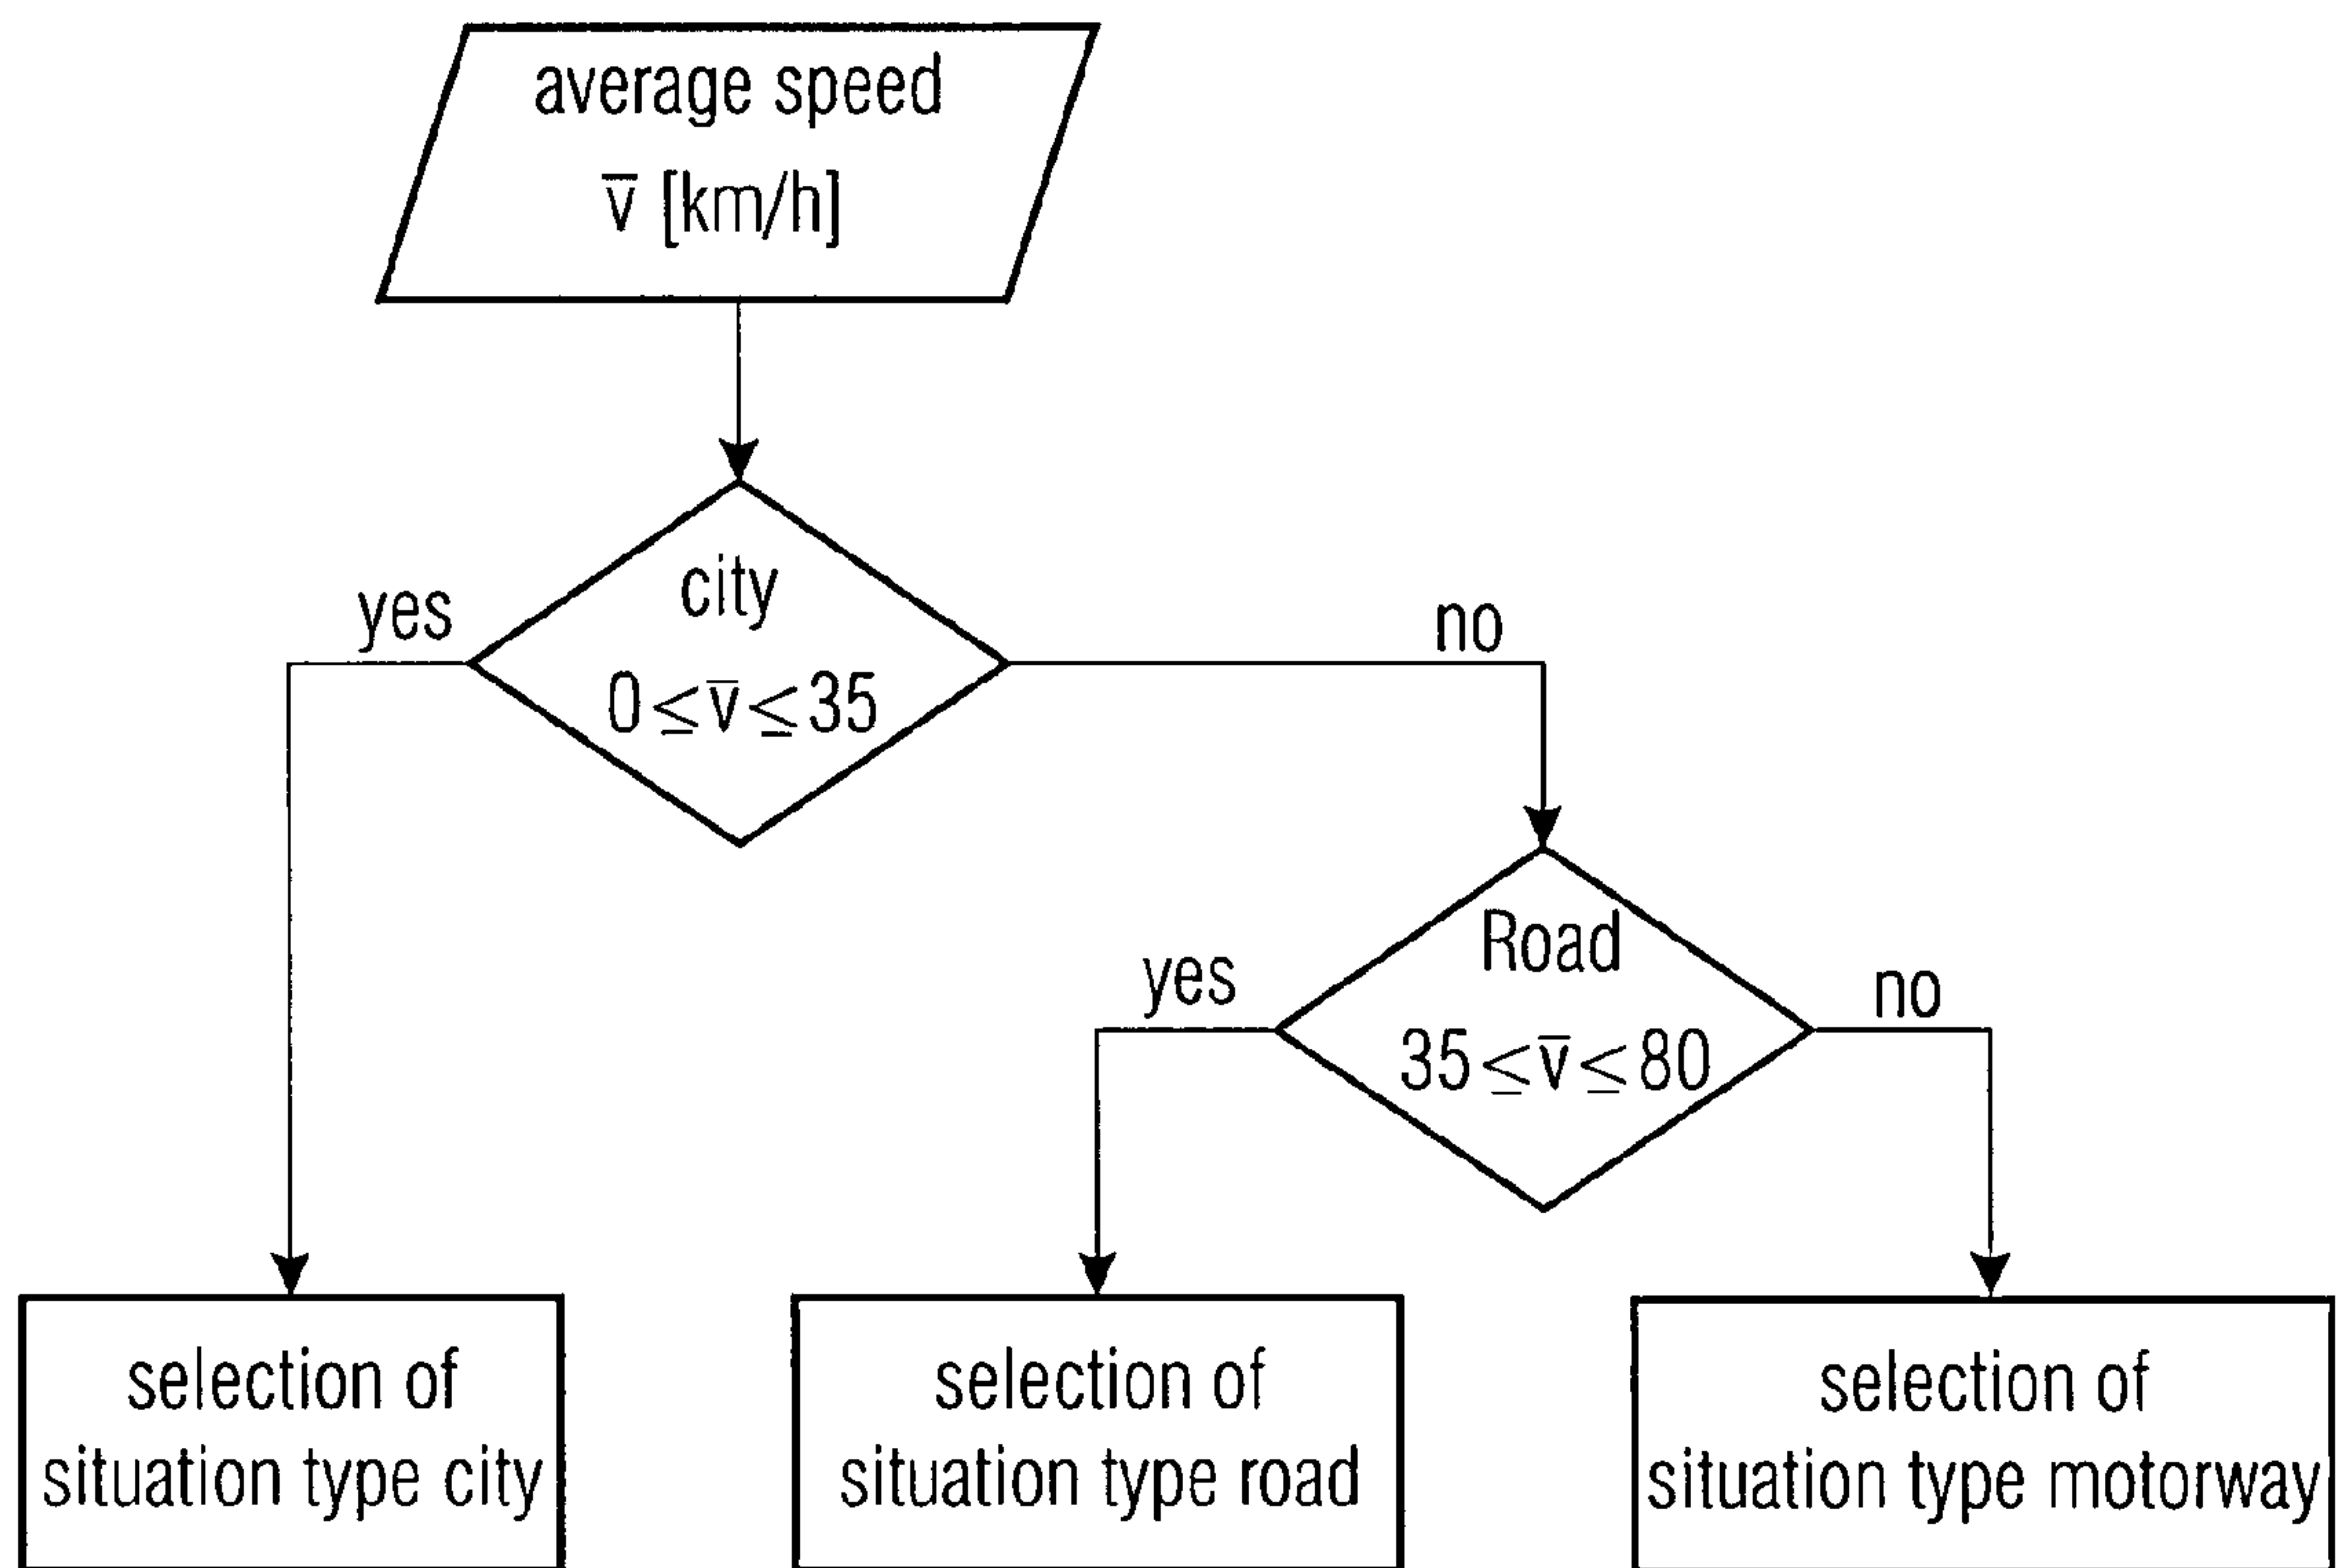 average speed
v̅ [km/h]
city
yes
no
0≤v̅≤35
Road
yes
no
35≤v̅≤80
selection of
situation type city
selection of
situation type road
selection of
situation type motorway